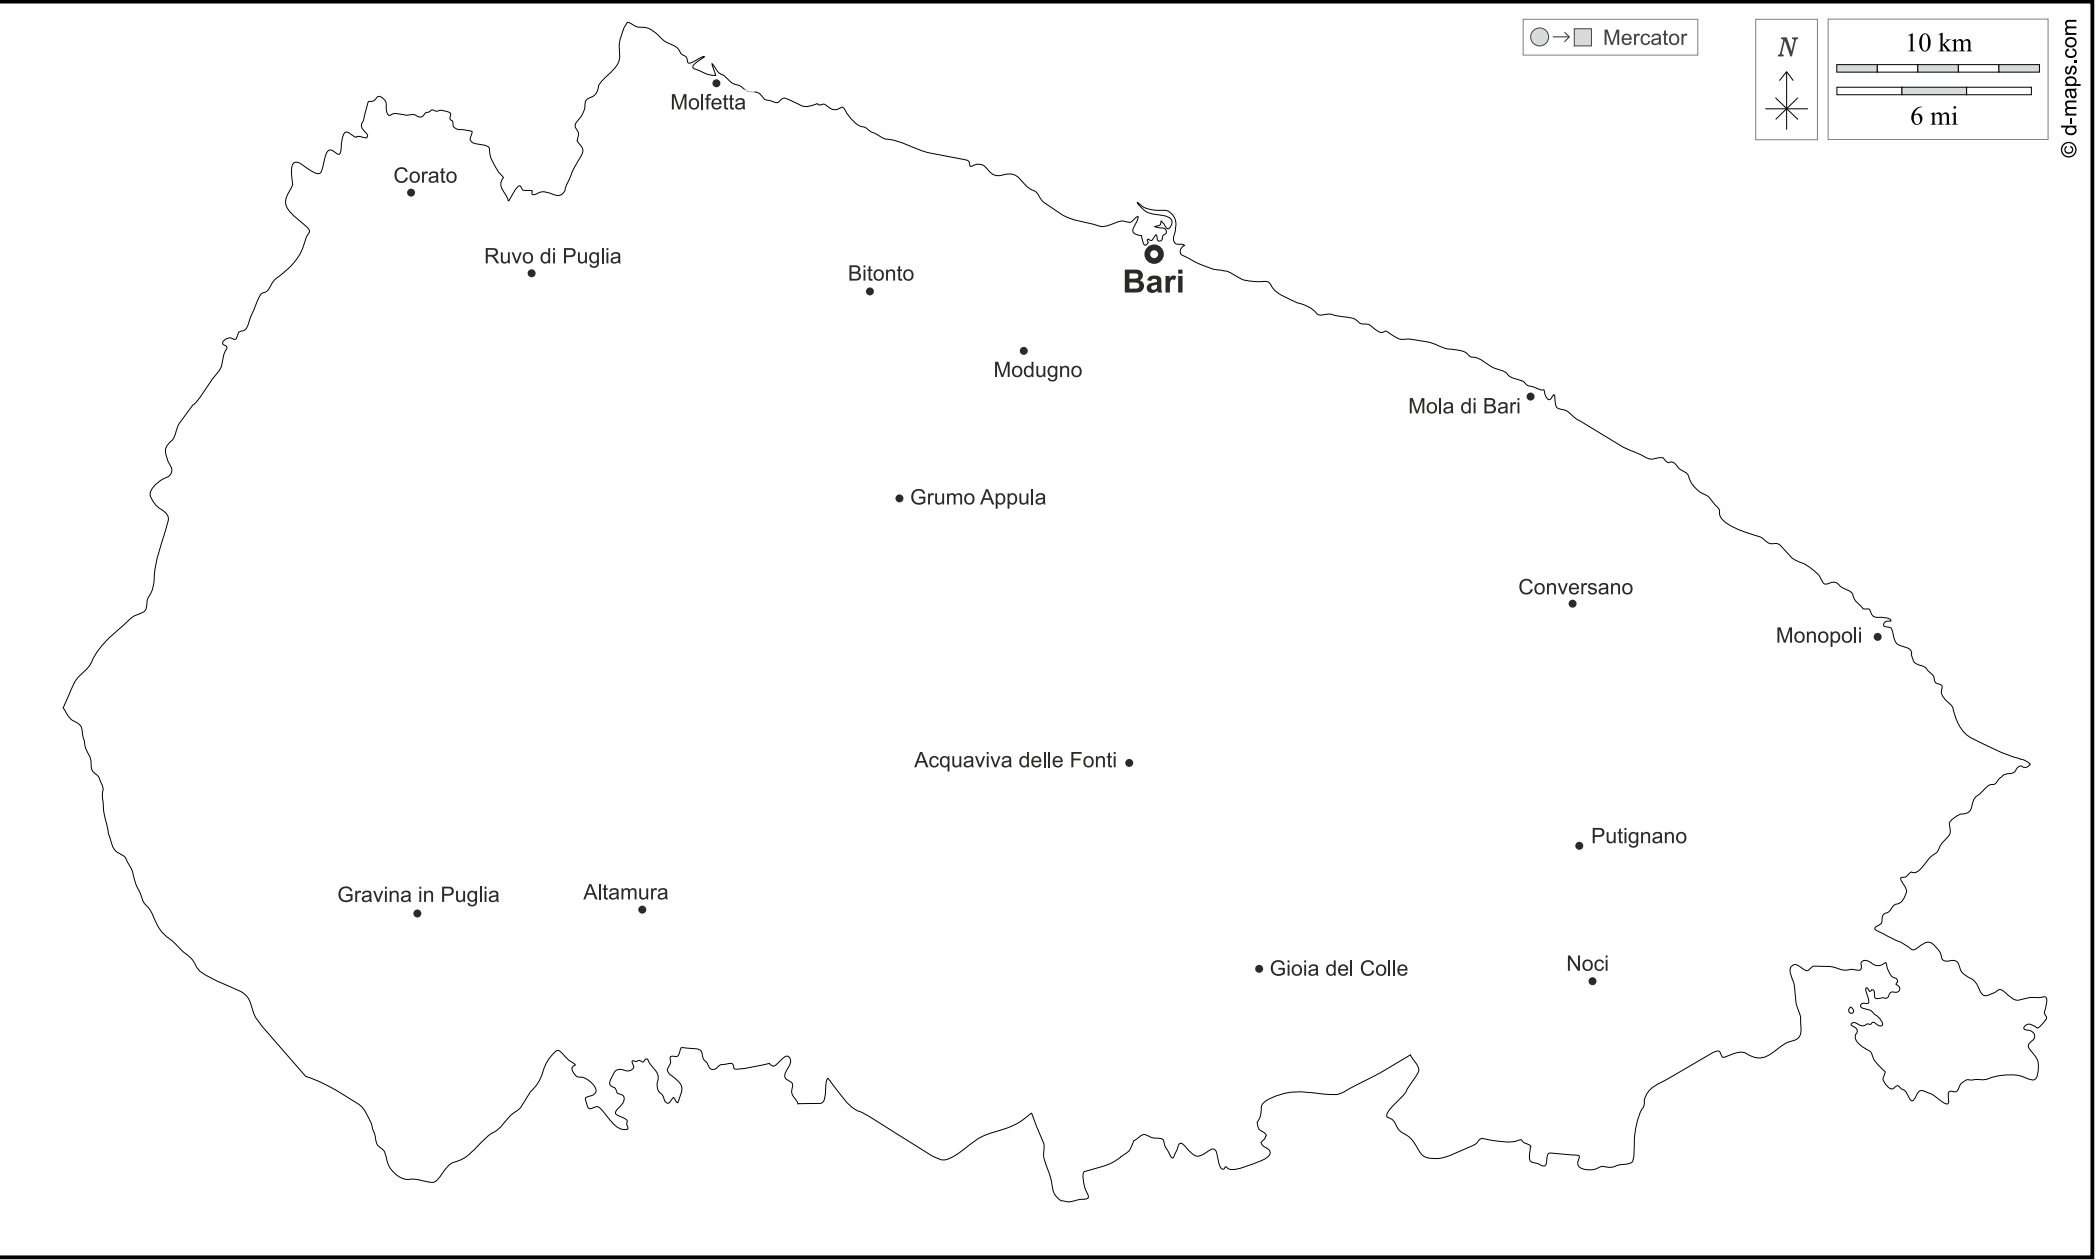 Mercator
N
10 km
6 mi
© d-maps.com
Molfetta
Corato
Ruvo di Puglia
Bitonto
Bari
Modugno
Mola di Bari
Grumo Appula
Conversano
Monopoli
Acquaviva delle Fonti
Putignano
Gravina in Puglia
Altamura
Gioia del Colle
Noci